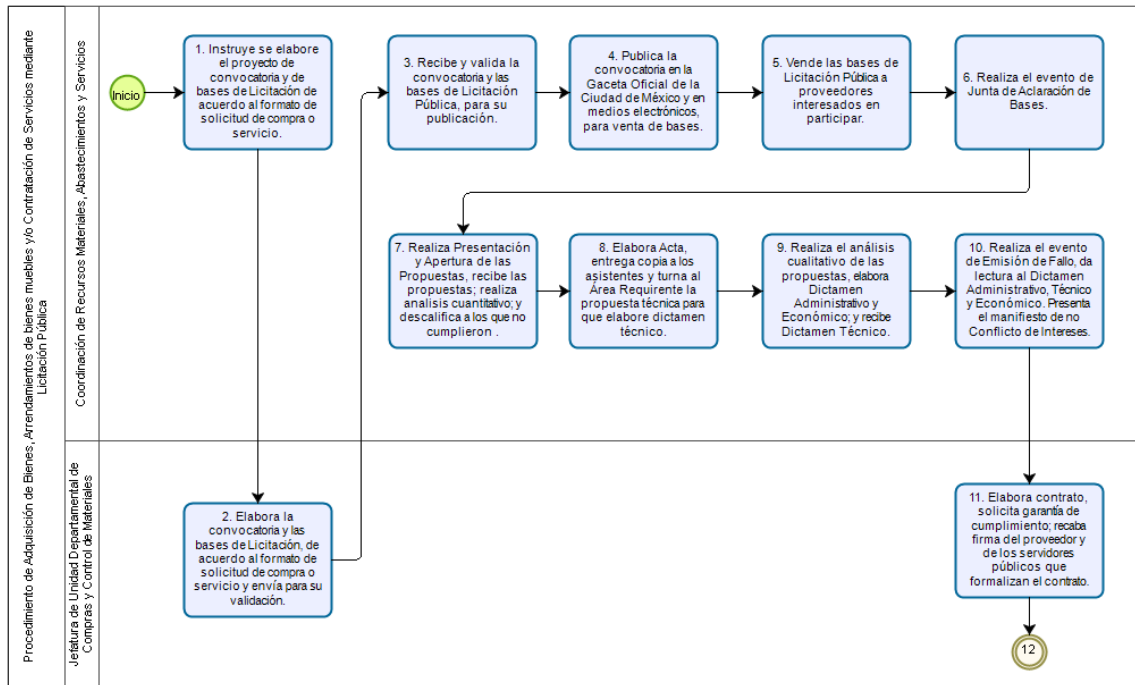 Procedimiento de Adquisición de Bienes, Arrendamientos de bienes muebles y/o Contratación de Servicios mediante
Licitación Pública
Coordinación de Recursos Materiales, Abastecimientos y Servicios
Inicio
1. Instruye se elabore
el proyecto de
convocatoria y de
bases de Licitación de
acuerdo al formato de
solicitud de compra o
servicio.
3. Recibe y valida la
convocatoria y las
bases de Licitación
Pública, para su
publicación.
4. Publica la
convocatoria en la
Gaceta Oficial de la
Ciudad de México y en
medios electrónicos,
para venta de bases.
5. Vende las bases de
Licitación Pública a
proveedores
interesados en
participar.
6. Realiza el evento de
Junta de Aclaración de
Bases.
7. Realiza Presentación
y Apertura de las
Propuestas, recibe las
propuestas; realiza
analisis cuantitativo; y
descalifica a los que no
cumplieron .
8. Elabora Acta,
entrega copia a los
asistentes y turna al
Área Requirente la
propuesta técnica para
que elabore dictamen
técnico.
9. Realiza el análisis
cualitativo de las
propuestas, elabora
Dictamen
Administrativo y
Económico; y recibe
Dictamen Técnico.
10. Realiza el evento
de Emisión de Fallo, da
lectura al Dictamen
Administrativo, Técnico
y Económico. Presenta
el manifiesto de no
Conflicto de Intereses.
Jefatura de Unidad Departamental de
Compras y Control de Materiales
2. Elabora la
convocatoria y las
bases de Licitación, de
acuerdo al formato de
solicitud de compra o
servicio y envía para su
validación.
11. Elabora contrato,
solicita garantía de
cumplimiento; recaba
firma del proveedor y
de los servidores
públicos que
formalizan el contrato.
12